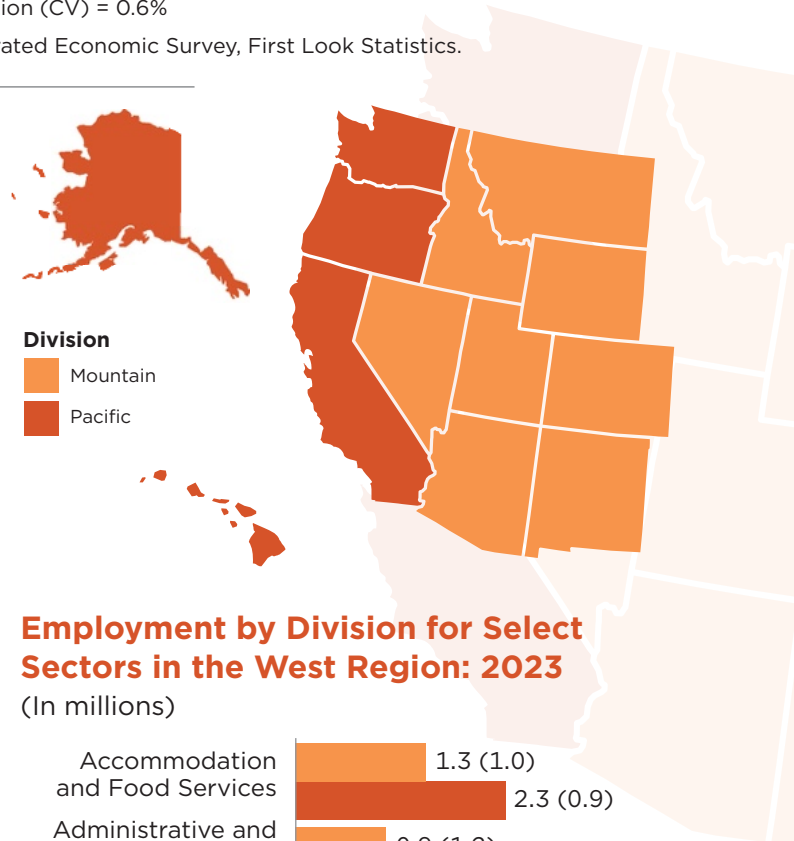 ion (CV) = 0.6%
rated Economic Survey, First Look Statistics.
Division
Mountain
Pacific
Employment by Division for Select
Sectors in the West Region: 2023
(In millions)
Accommodation
and Food Services
1.3 (1.0)
2.3 (0.9)
Administrative and